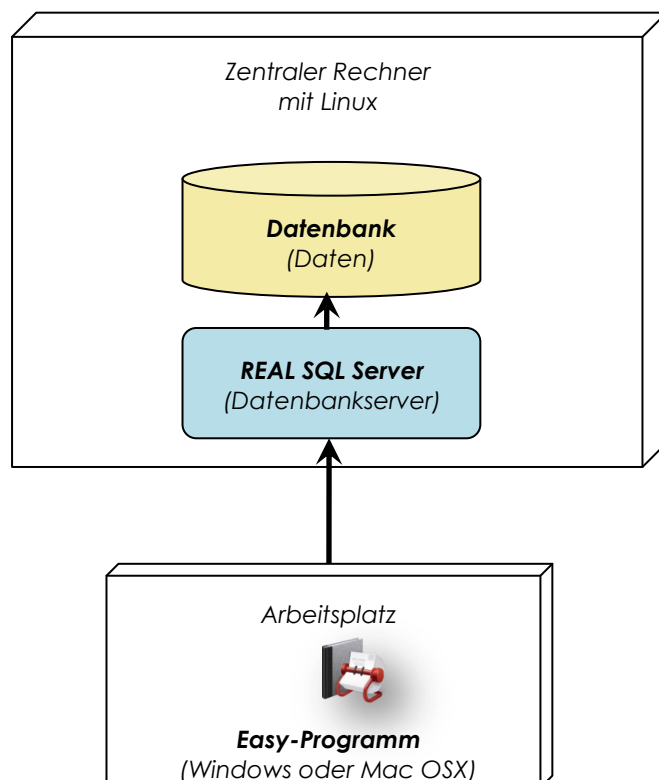 Zentraler Rechner
mit Linux
Datenbank
(Daten)
REAL SQL Server
(Datenbankserver)
Arbeitsplatz
Easy-Programm
(Windows oder Mac OSX)